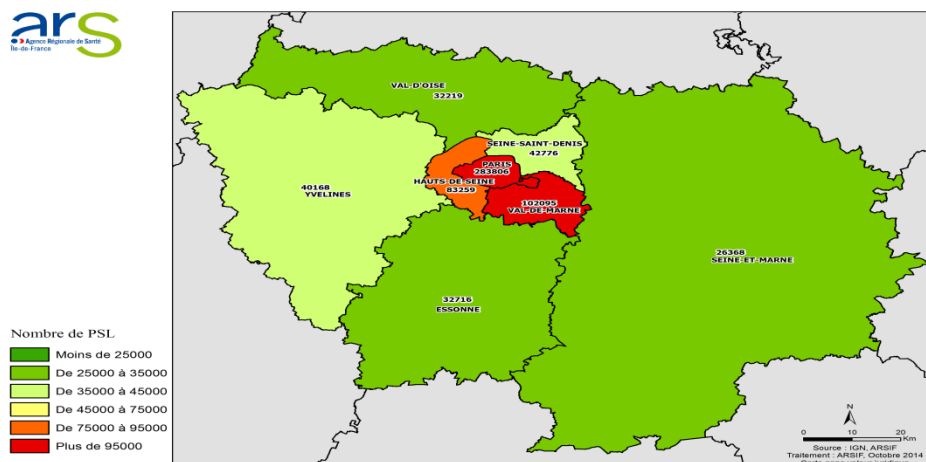 ars
Agence Régionale de Santé
Île-de-France
VAL-D'OISE
32219
SEINE-SAINT-DENIS
42776
PARIS
283806
HAUTS-DE-SEINE
83259
40168
YVELINES
102095
VAL-DE-MARNE
26368
SEINE-ET-MARNE
32716
ESSONNE
Nombre de PSL
Moins de 25000
De 25000 à 35000
De 35000 à 45000
De 45000 à 75000
De 75000 à 95000
Plus de 95000
N
0 10 20
Km
Source : IGN, ARSIF
Traitement : ARSIF, Octobre 2014